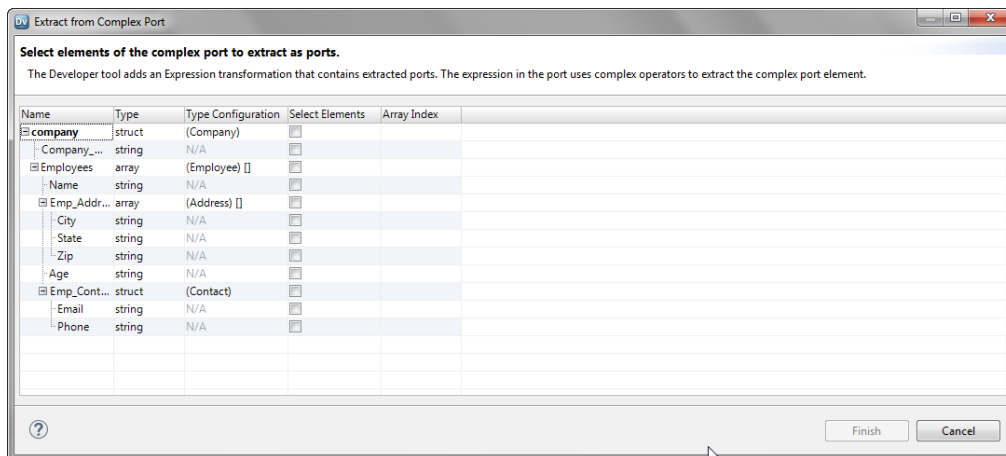 Dv Extract from Complex Port
Select elements of the complex port to extract as ports.
The Developer tool adds an Expression transformation that contains extracted ports. The expression in the port uses complex operators to extract the complex port element.
Name Type Type Configuration Select Elements Array Index
company struct (Company)
Company_... string N/A
Employees array (Employee) []
Name string N/A
Emp_Addr... array (Address) []
City string N/A
State string N/A
Zip string N/A
Age string N/A
Emp_Cont... struct (Contact)
Email string N/A
Phone string N/A
? Finish Cancel